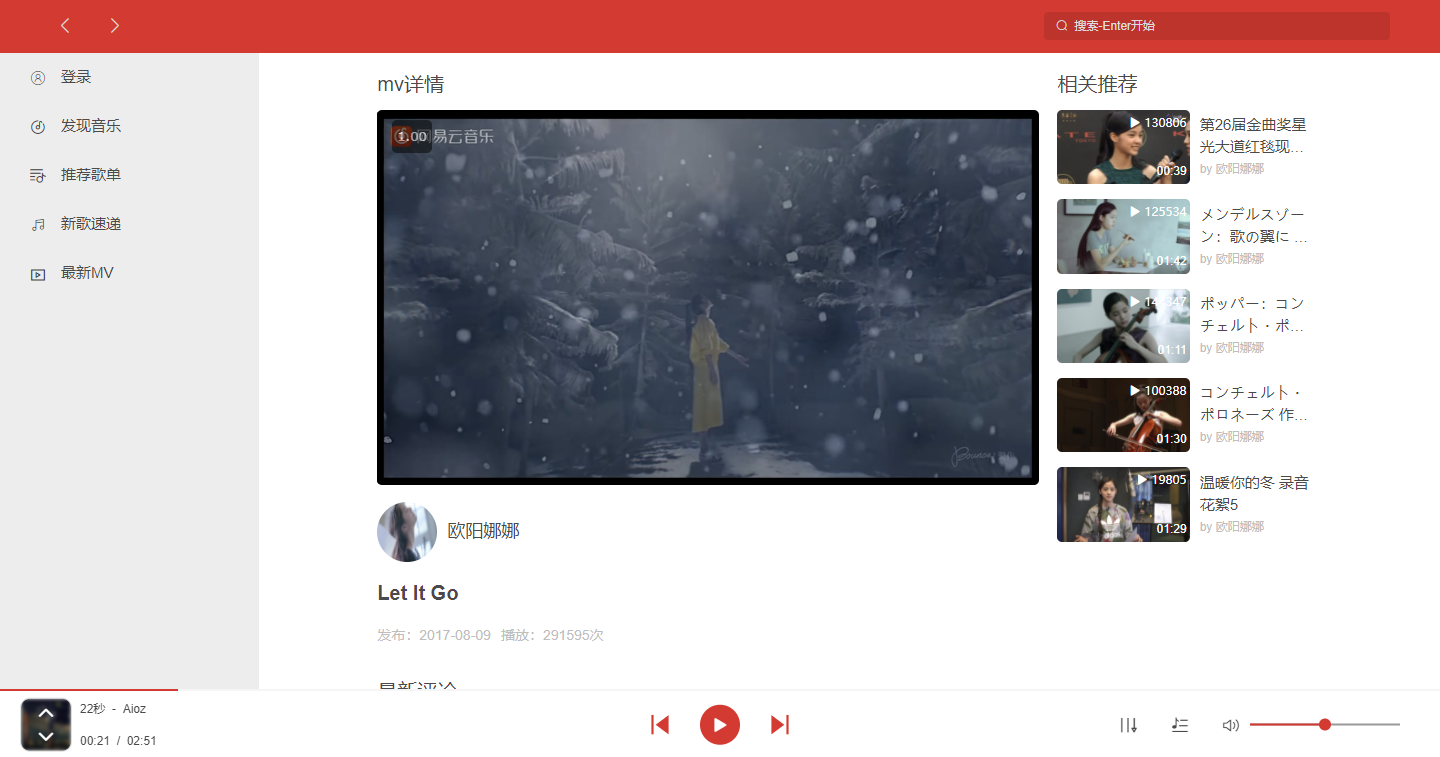 搜索-Enter开始
登录
发现音乐
推荐歌单
新歌速递
最新MV
mv详情
1.00
易云音乐
欧阳娜娜
Let It Go
发布：2017-08-09 播放：291595次
最新评论
相关推荐
130806
00:39
第26届金曲奖星
光大道红毯现...
by 欧阳娜娜
125534
01:42
メンデルスゾー
ン：歌の翼に ...
by 欧阳娜娜
01:11
ポッパー：コン
チェルト・ポ...
by 欧阳娜娜
100388
01:30
コンチェルト・
ポロネーズ 作...
by 欧阳娜娜
19805
01:29
温暖你的冬 录音
花絮5
by 欧阳娜娜
22秒 - Aioz
00:21 / 02:51